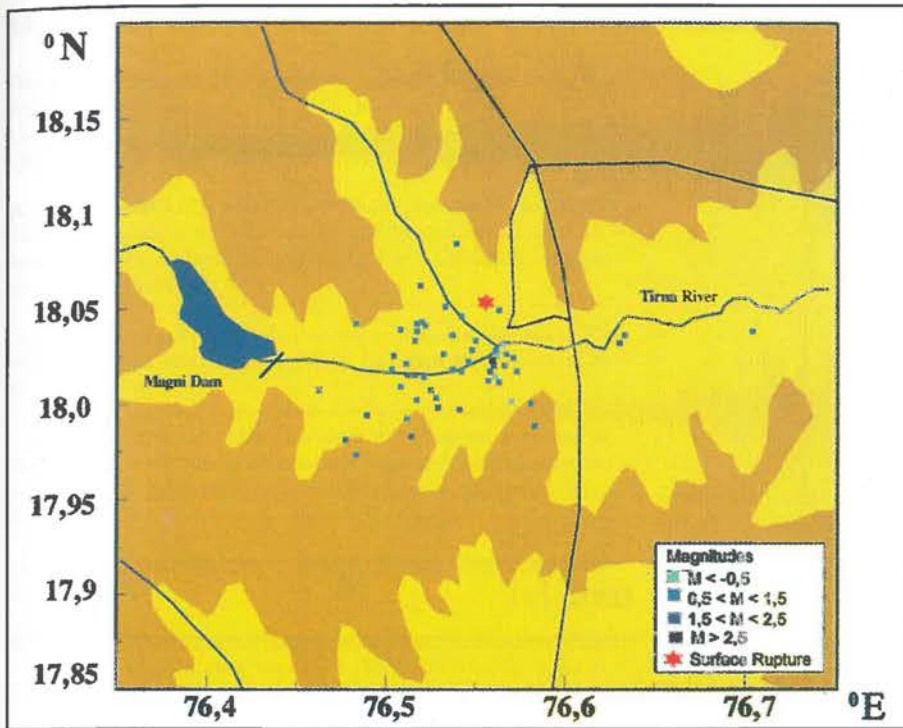 ⁰N
18,15
18,1
18,05
18,0
17,95
17,9
17,85
76,4
76,5
76,6
76,7
⁰E
Tirna River
Magni Dam
Magnitudes
M < -0,5
0,5 < M < 1,5
1,5 < M < 2,5
M > 2,5
Surface Rupture